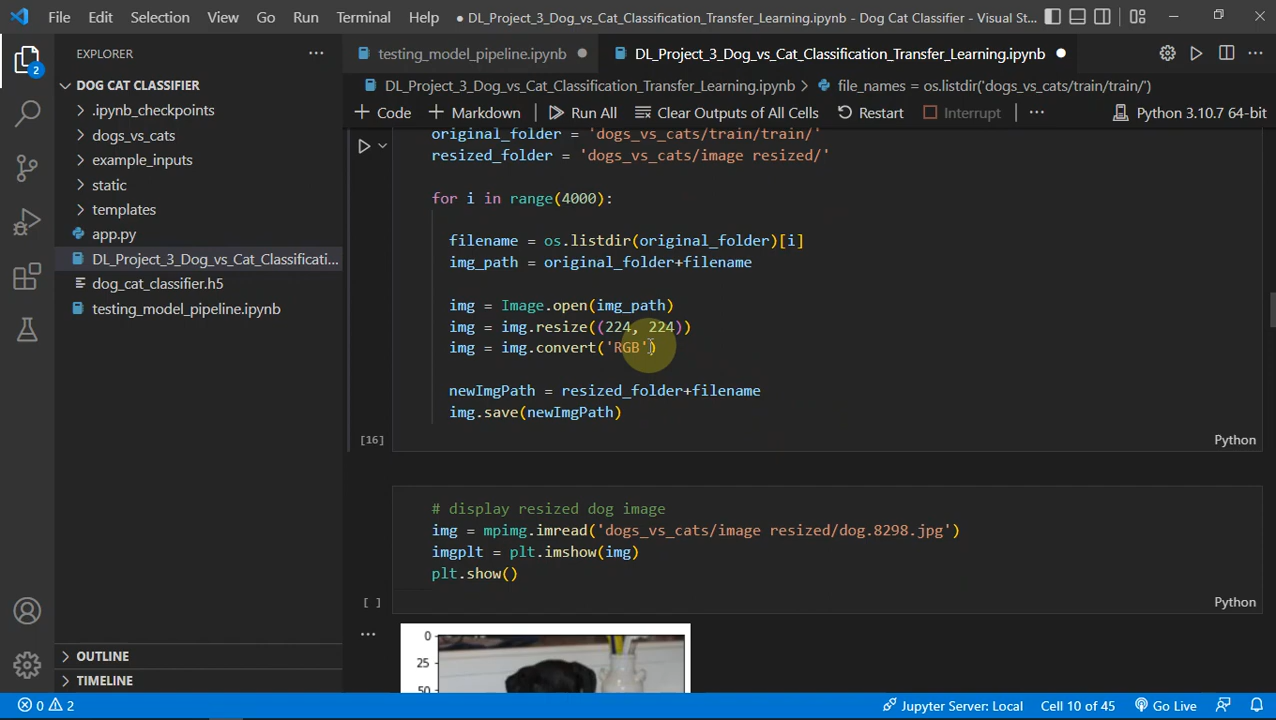 File Edit Selection View Go Run Terminal Help ● DL_Project_3_Dog_vs_Cat_Classification_Transfer_Learning.ipynb - Dog Cat Classifier - Visual St...
EXPLORER
testing_model_pipeline.ipynb
DL_Project_3_Dog_vs_Cat_Classification_Transfer_Learning.ipynb
2
DOG CAT CLASSIFIER
DL_Project_3_Dog_vs_Cat_Classification_Transfer_Learning.ipynb > file_names = os.listdir('dogs_vs_cats/train/train/')
Code Markdown Run All Clear Outputs of All Cells Restart Interrupt Python 3.10.7 64-bit
.ipynb_checkpoints
dogs_vs_cats
example_inputs
static
templates
app.py
DL_Project_3_Dog_vs_Cat_Classificati...
dog_cat_classifier.h5
testing_model_pipeline.ipynb
original_folder = 'dogs_vs_cats/train/train/'
resized_folder = 'dogs_vs_cats/image resized/'
for i in range(4000):
filename = os.listdir(original_folder)[i]
img_path = original_folder+filename
img = Image.open(img_path)
img = img.resize((224, 224))
img = img.convert('RGB')
newImgPath = resized_folder+filename
img.save(newImgPath)
[16]
Python
# display resized dog image
img = mpimg.imread('dogs_vs_cats/image resized/dog.8298.jpg')
imgplt = plt.imshow(img)
plt.show()
[ ]
Python
0
25
50
OUTLINE
TIMELINE
0 2 Jupyter Server: Local Cell 10 of 45 Go Live